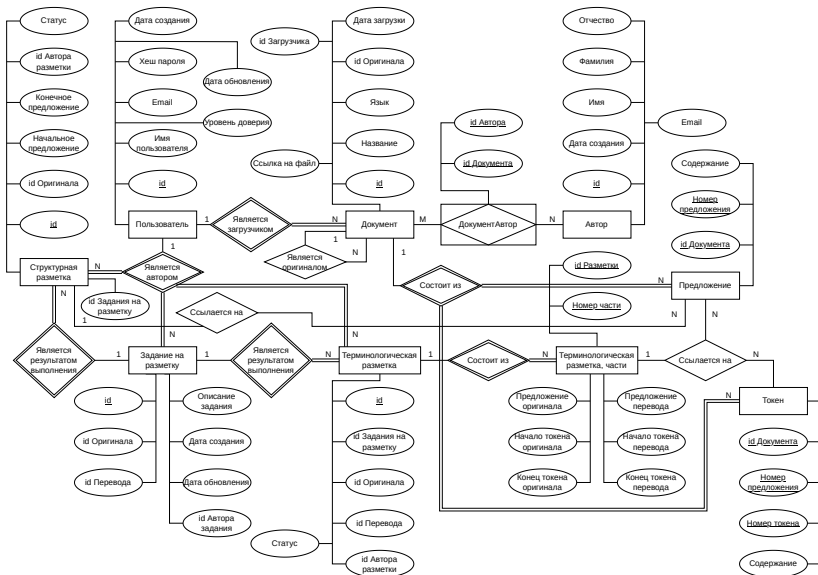 Статус
id Автора
разметки
Конечное
предложение
Начальное
предложение
id Оригинала
id
Дата создания
Хеш пароля
Дата обновления
Email
Уровень доверия
Имя
пользователя
id
Дата загрузки
id Загрузчика
id Оригинала
Язык
Название
Ссылка на файл
id
id Автора
id Документа
Отчество
Фамилия
Имя
Email
Дата создания
id
Содержание
Номер
предложения
id Документа
Пользователь
1
Является
загрузчиком
N
Документ
M
ДокументАвтор
N
Автор
1
1
N
Является
оригиналом
1
Структурная
разметка
N
Является
автором
id Разметки
Состоит из
N
Предложение
N
id Задания на
разметку
1
Ссылается на
Номер части
N
N
N
N
Является
результатом
выполнения
1
Задание на
разметку
1
Является
результатом
выполнения
N
Терминологическая
разметка
1
Состоит из
N
Терминологическая
разметка, части
1
Ссылается на
N
id
Описание
задания
id
Предложение
оригинала
Предложение
перевода
N
Токен
id Оригинала
Дата создания
id Задания на
разметку
Начало токена
оригинала
Начало токена
перевода
id Документа
id Перевода
Дата обновления
id Оригинала
Конец токена
оригинала
Конец токена
перевода
Номер
предложения
id Автора
задания
id Перевода
Номер токена
Статус
id Автора
разметки
Содержание